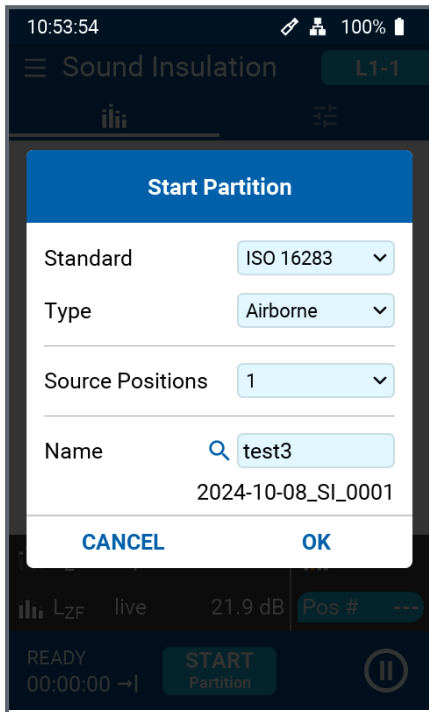 10:53:54 100%
Sound Insulation L1-1
Start Partition
Standard ISO 16283
Type Airborne
Source Positions 1
Name test3
2024-10-08_SI_0001
CANCEL OK
LZF live 21.9 dB Pos # ---
READY
00:00:00
START
Partition